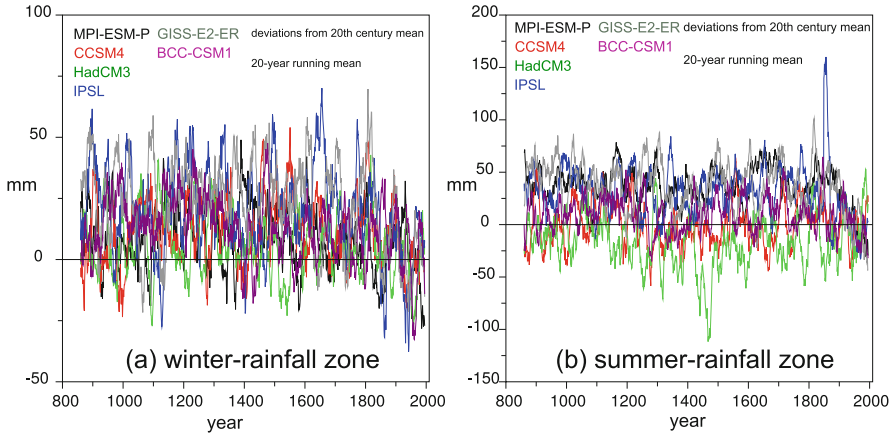 100
50
mm
0
-50
800 1000 1200 1400 1600 1800 2000
year
MPI-ESM-P GISS-E2-ER deviations from 20th century mean
CCSM4 BCC-CSM1
20-year running mean
HadCM3
IPSL
(a) winter-rainfall zone
200
150
100
50
mm
0
-50
-100
-150
800 1000 1200 1400 1600 1800 2000
year
MPI-ESM-P GISS-E2-ER deviations from 20th century mean
CCSM4 BCC-CSM1
20-year running mean
HadCM3
IPSL
(b) summer-rainfall zone